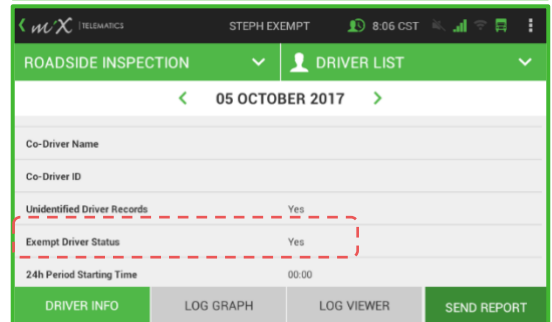 miX TELEMATICS STEPH EXEMPT 8:06 CST
ROADSIDE INSPECTION DRIVER LIST
05 OCTOBER 2017
Co-Driver Name
Co-Driver ID
Unidentified Driver Records Yes
Exempt Driver Status Yes
24h Period Starting Time 00:00
DRIVER INFO LOG GRAPH LOG VIEWER SEND REPORT